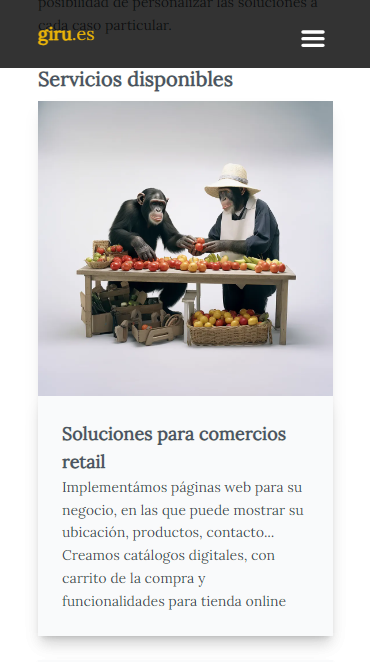 posibilidad de personalizar las soluciones a
cada caso particular.
giru.es
Servicios disponibles
Soluciones para comercios
retail
Implementámos páginas web para su
negocio, en las que puede mostrar su
ubicación, productos, contacto...
Creamos catálogos digitales, con
carrito de la compra y
funcionalidades para tienda online